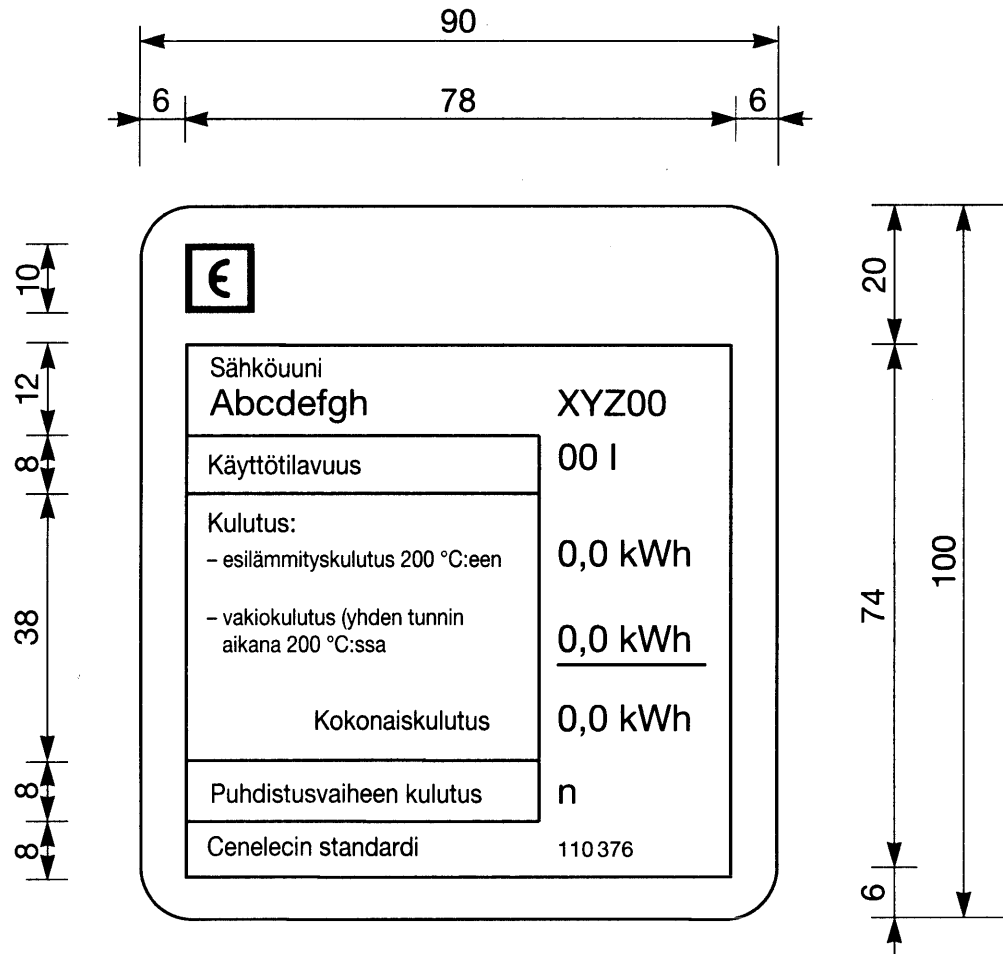 90
6 78 6
10
12
8
38
8
8
20
74
6
100
Є
Sähköuuni
Abcdefgh XYZ00
Käyttötilavuus 00 l
Kulutus:
– esilämmityskulutus 200 °C:een 0,0 kWh
– vakiokulutus (yhden tunnin
aikana 200 °C:ssa 0,0 kWh
Kokonaiskulutus 0,0 kWh
Puhdistusvaiheen kulutus n
Cenelecin standardi 110 376